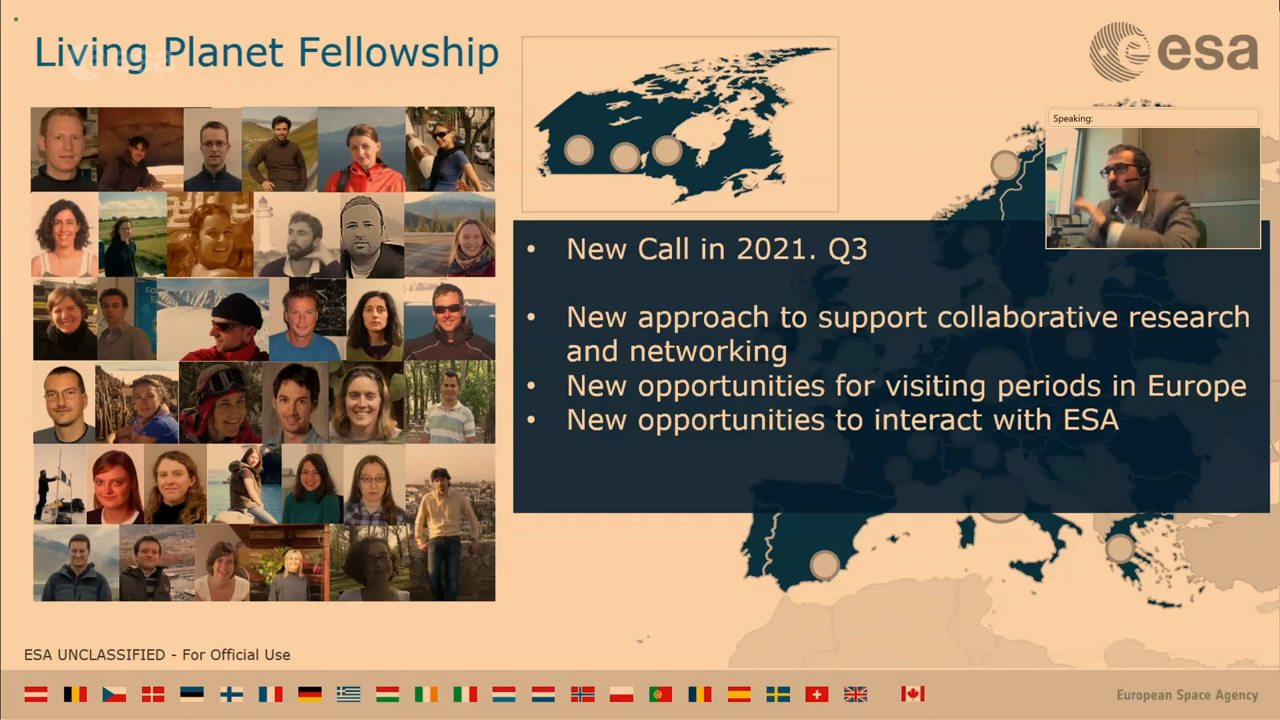 Living Planet Fellowship
esa
esa
Speaking:
• New Call in 2021. Q3
• New approach to support collaborative research
and networking
• New opportunities for visiting periods in Europe
• New opportunities to interact with ESA
ESA UNCLASSIFIED - For Official Use
European Space Agency